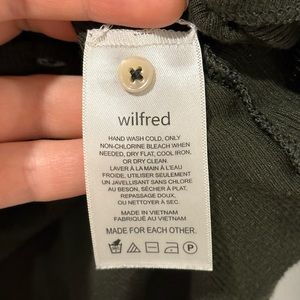 wilfred
HAND WASH COLD, ONLY
NON-CHLORINE BLEACH WHEN
NEEDED, DRY FLAT, COOL IRON,
OR DRY CLEAN.
LAVER À LA MAIN À L'EAU
FROIDE, UTILISER SEULEMENT
UN JAVELLISANT SANS CHLORE
AU BESOIN, SÉCHER À PLAT,
REPASSAGE DOUX,
OU NETTOYER À SEC.
MADE IN VIETNAM
FABRIQUÉ AU VIETNAM
MADE FOR EACH OTHER.
P